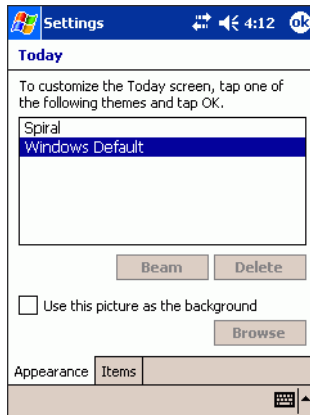 Settings 4:12 ok
Today
To customize the Today screen, tap one of
the following themes and tap OK.
Spiral
Windows Default
Beam Delete
Use this picture as the background
Browse
Appearance Items